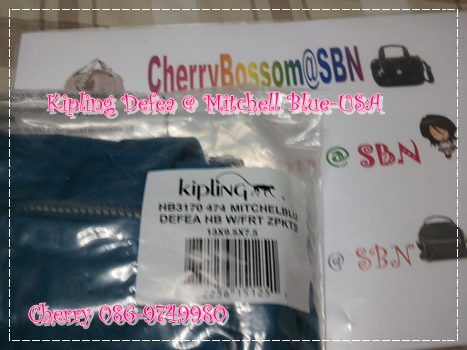 CherryBossom@SBN
Kipling Defea @ Mitchell Blue-USA
@ SBN
kipling
HB3170 474 MITCHELBLU
DEFEA HB W/FRT ZPKTS
13X9.5X7.5
@ SBN
Cherry 086-9749980